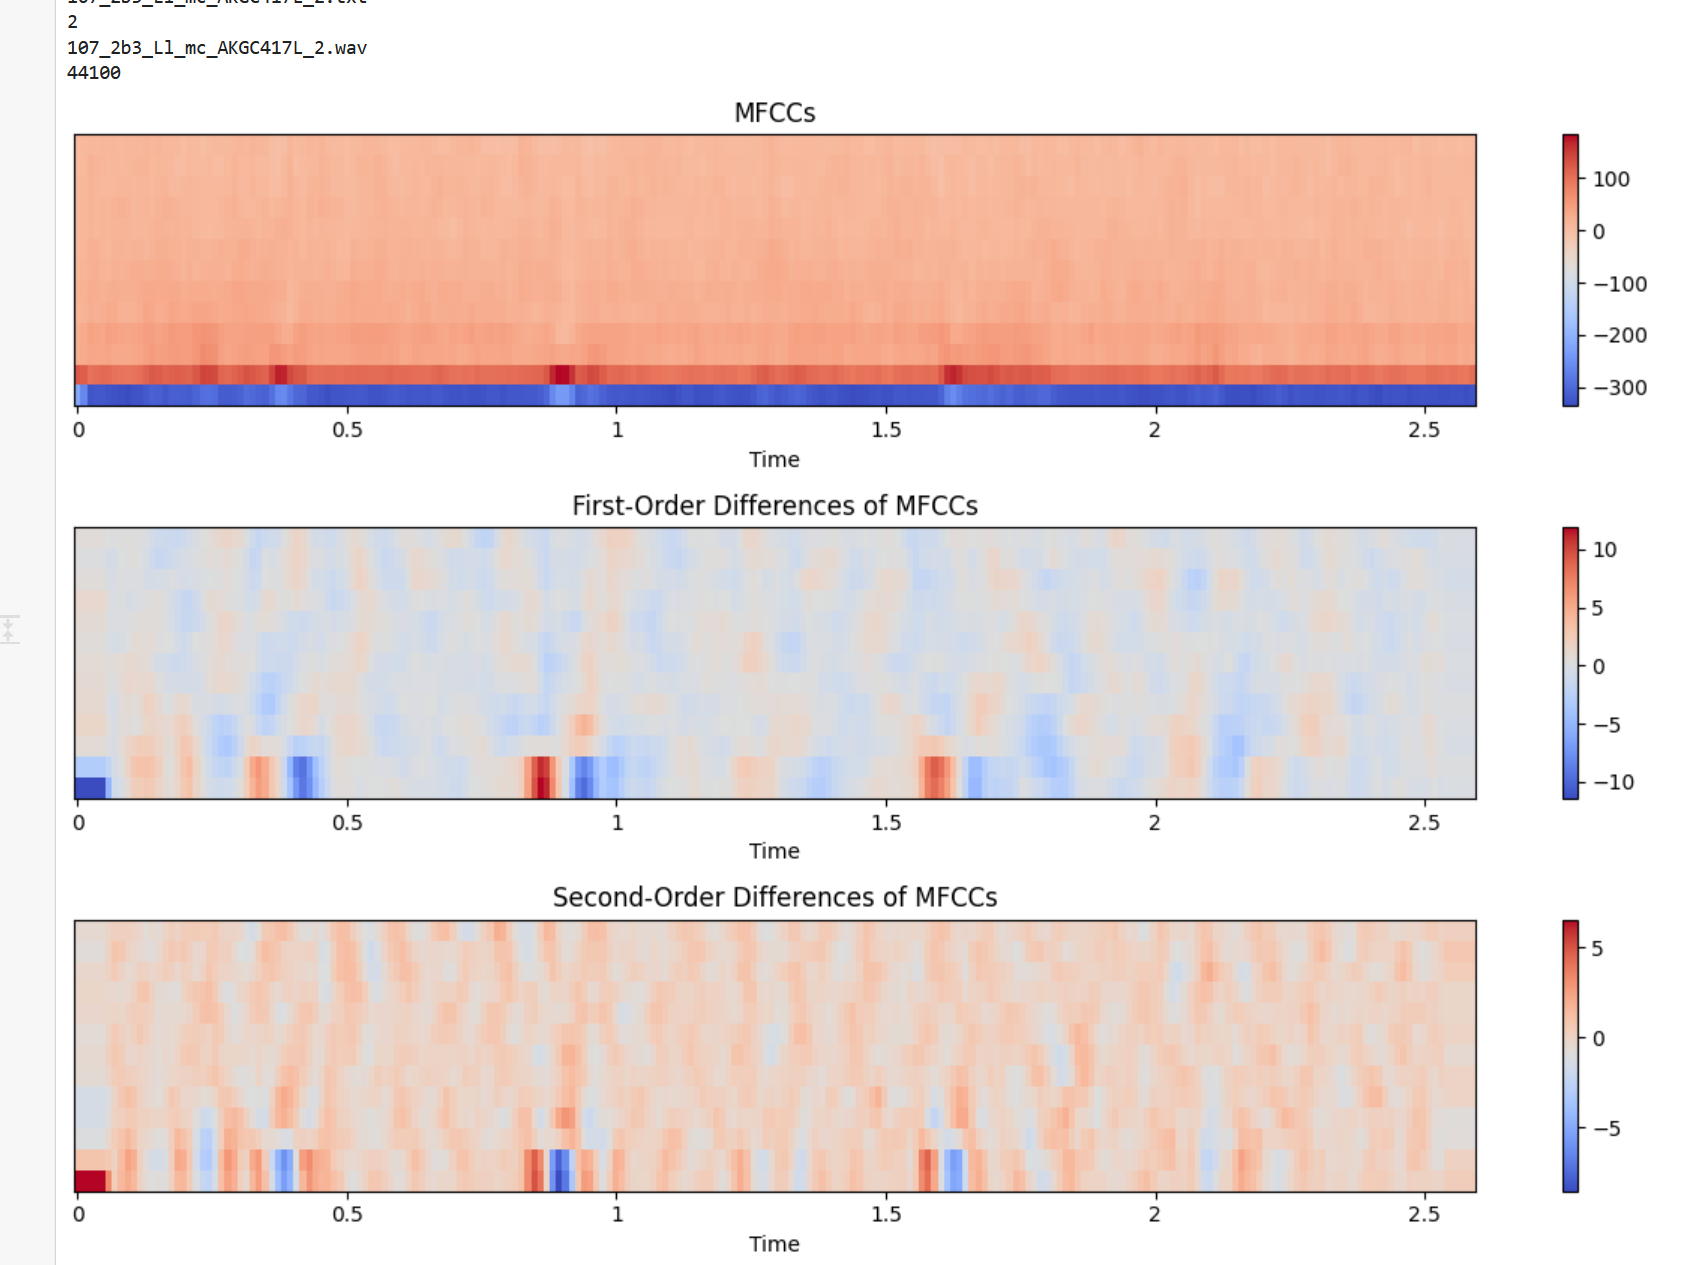 107_2b3_Ll_mc_AKGC417L_2.txt
2
107_2b3_Ll_mc_AKGC417L_2.wav
44100
MFCCs
100
0
−100
−200
−300
0 0.5 1 1.5 2 2.5
Time
First-Order Differences of MFCCs
10
5
0
−5
−10
0 0.5 1 1.5 2 2.5
Time
Second-Order Differences of MFCCs
5
0
−5
0 0.5 1 1.5 2 2.5
Time